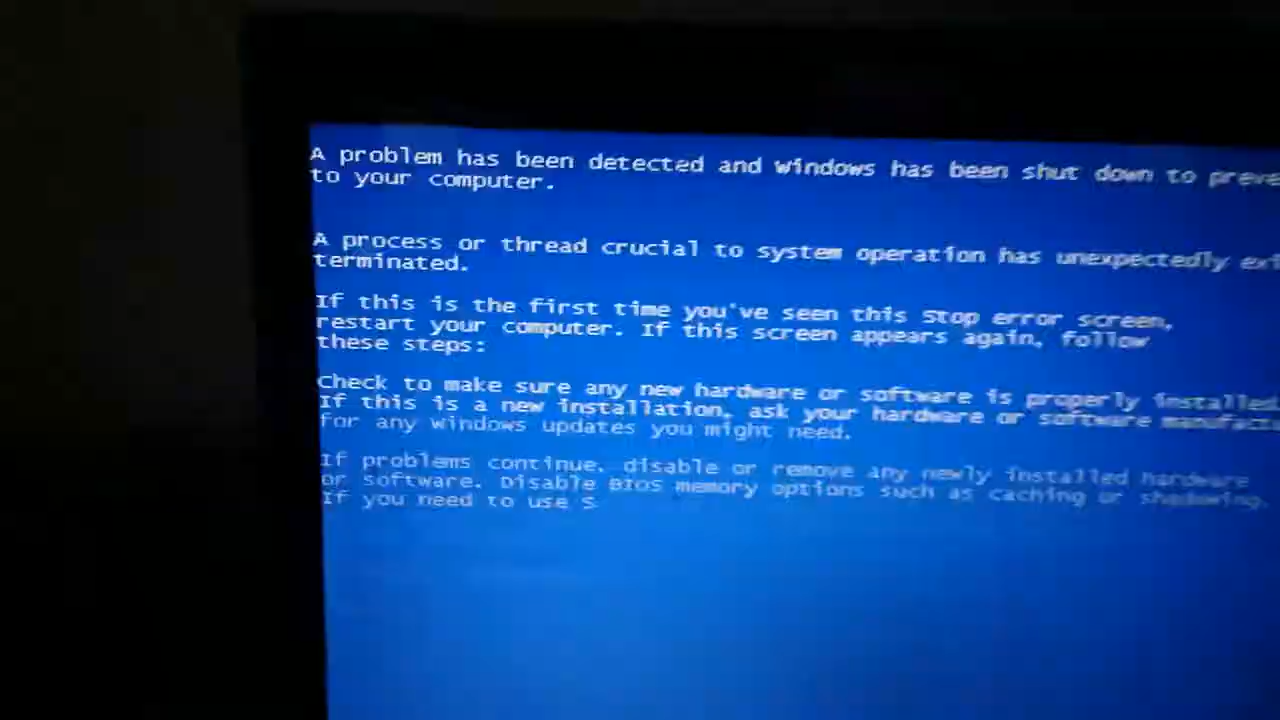 A problem has been detected and windows has been shut down to preve
to your computer.
A process or thread crucial to system operation has unexpectedly exi
terminated.
If this is the first time you've seen this Stop error screen,
restart your computer. If this screen appears again, follow
these steps:
Check to make sure any new hardware or software is properly installed
If this is a new installation, ask your hardware or software manufactu
for any windows updates you might need.
If problems continue, disable or remove any newly installed hardware
or software. Disable BIOS memory options such as caching or shadowing.
If you need to use S